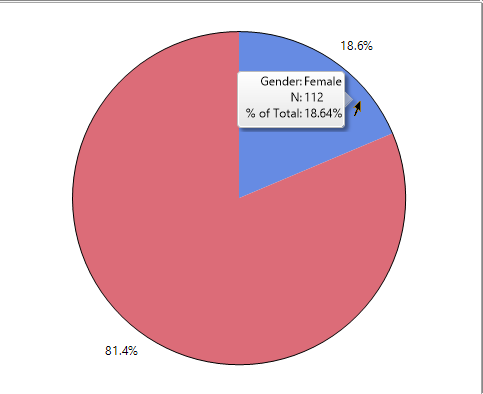 18.6%
Gender: Female
N: 112
% of Total: 18.64%
81.4%